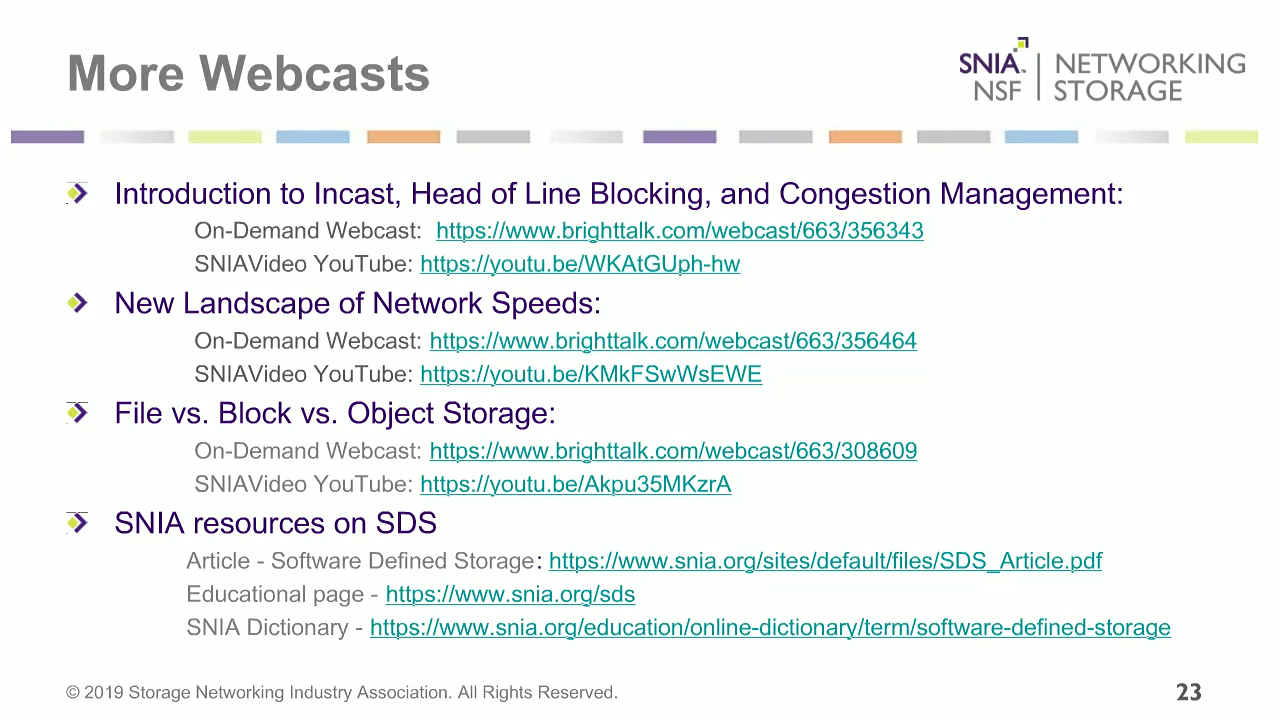 More Webcasts
SNIA™ NSF | NETWORKING STORAGE
Introduction to Incast, Head of Line Blocking, and Congestion Management:
On-Demand Webcast: https://www.brighttalk.com/webcast/663/356343
SNIAVideo YouTube: https://youtu.be/WKAtGUph-hw
New Landscape of Network Speeds:
On-Demand Webcast: https://www.brighttalk.com/webcast/663/356464
SNIAVideo YouTube: https://youtu.be/KMkFSwWsEWE
File vs. Block vs. Object Storage:
On-Demand Webcast: https://www.brighttalk.com/webcast/663/308609
SNIAVideo YouTube: https://youtu.be/Akpu35MKzrA
SNIA resources on SDS
Article - Software Defined Storage: https://www.snia.org/sites/default/files/SDS_Article.pdf
Educational page - https://www.snia.org/sds
SNIA Dictionary - https://www.snia.org/education/online-dictionary/term/software-defined-storage
© 2019 Storage Networking Industry Association. All Rights Reserved.
23